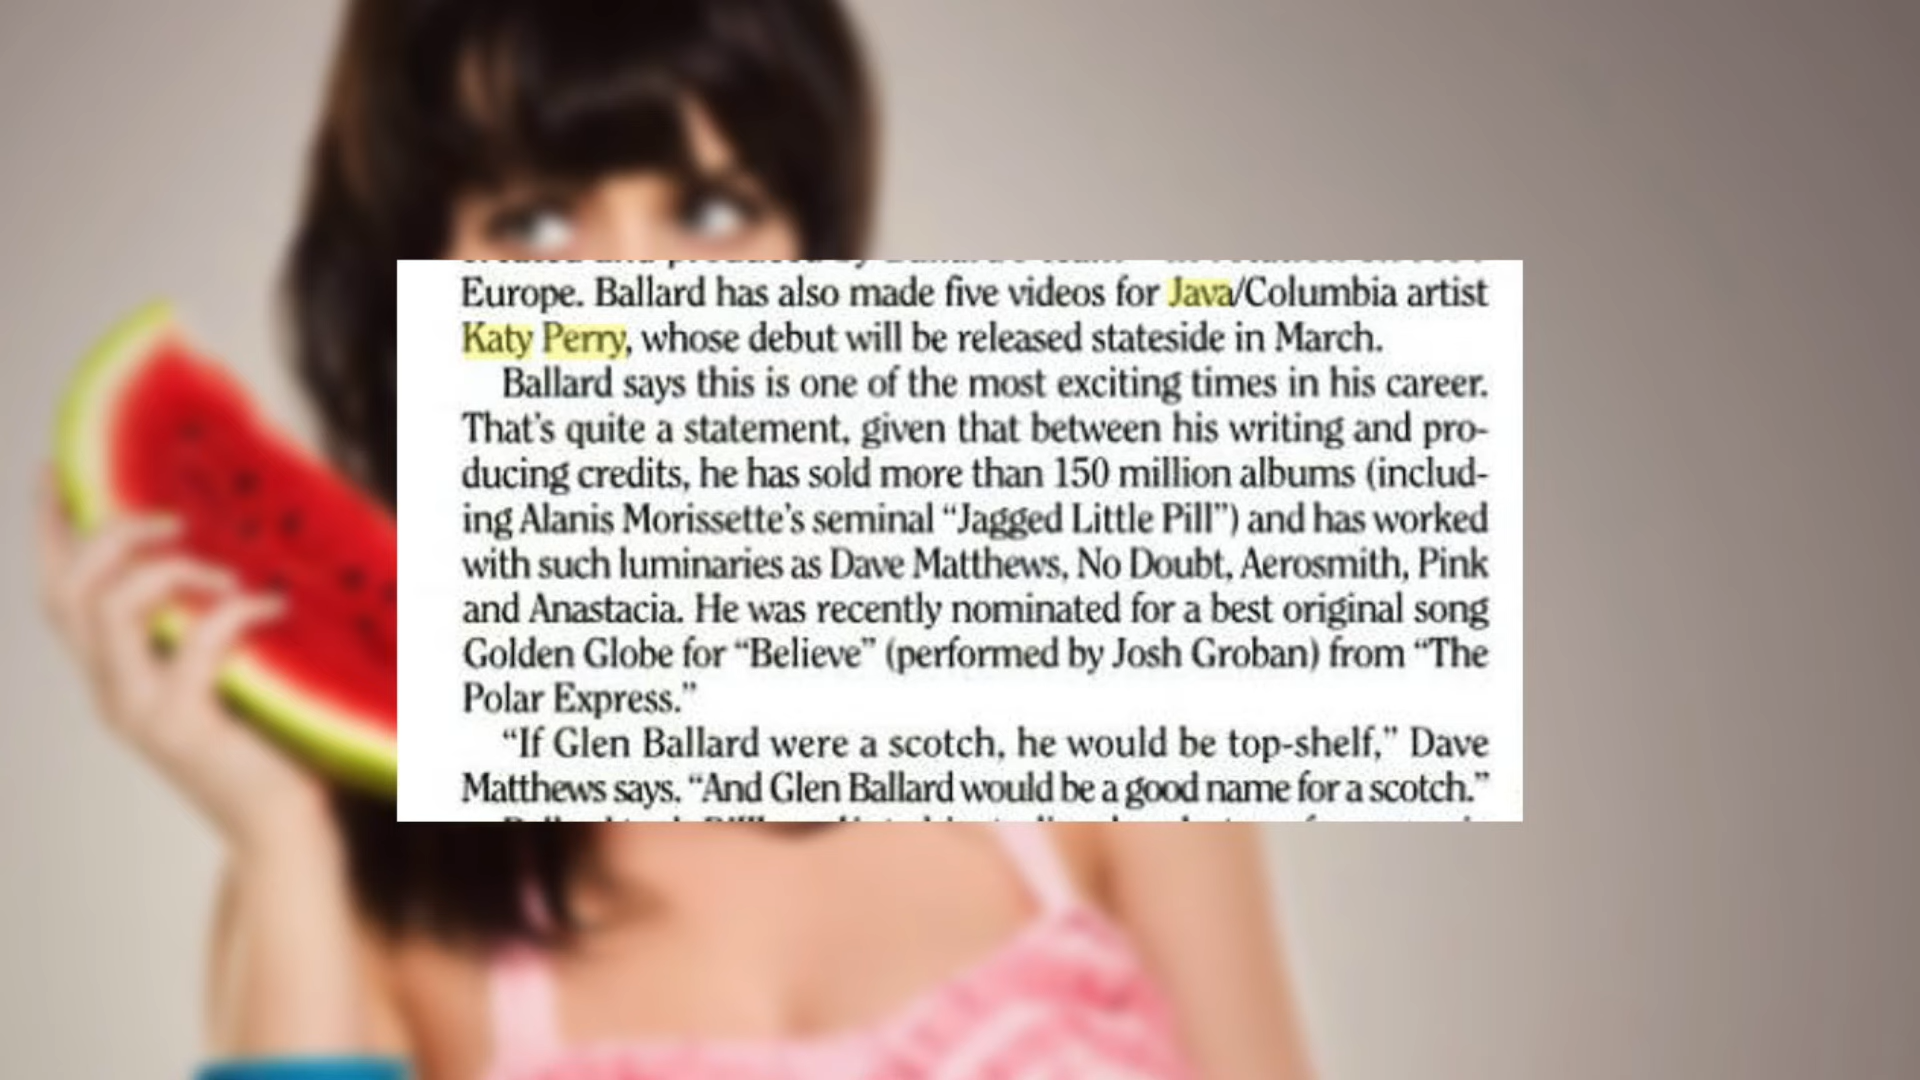 Europe. Ballard has also made five videos for Java/Columbia artist
Katy Perry, whose debut will be released stateside in March.
Ballard says this is one of the most exciting times in his career.
That’s quite a statement, given that between his writing and pro-
ducing credits, he has sold more than 150 million albums (includ-
ing Alanis Morissette’s seminal “Jagged Little Pill”) and has worked
with such luminaries as Dave Matthews, No Doubt, Aerosmith, Pink
and Anastacia. He was recently nominated for a best original song
Golden Globe for “Believe” (performed by Josh Groban) from “The
Polar Express.”
“If Glen Ballard were a scotch, he would be top-shelf,” Dave
Matthews says. “And Glen Ballard would be a good name for a scotch.”